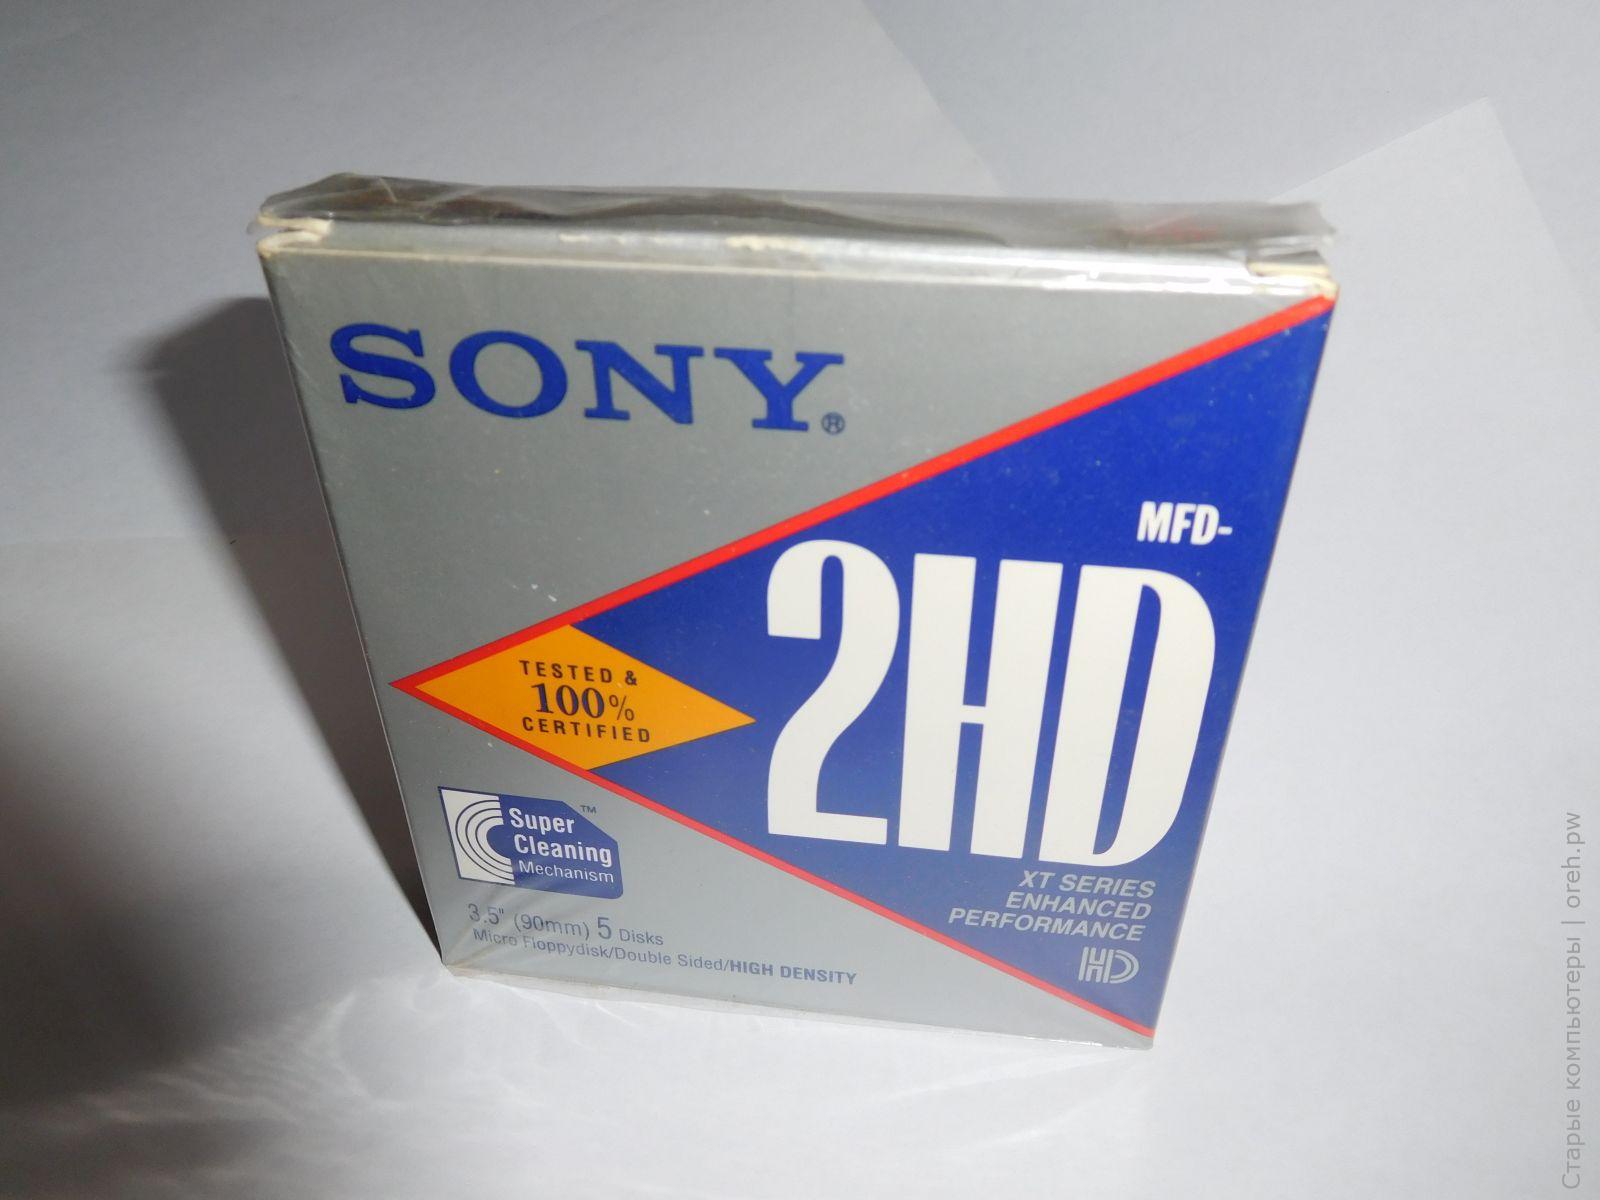 SONY®
MFD-
2HD
TESTED &
100%
CERTIFIED
Super™
Cleaning
Mechanism
XT SERIES
ENHANCED
PERFORMANCE
HD
3.5" (90mm) 5 Disks
Micro Floppydisk/Double Sided/HIGH DENSITY
Старые компьютеры | oreh.pw